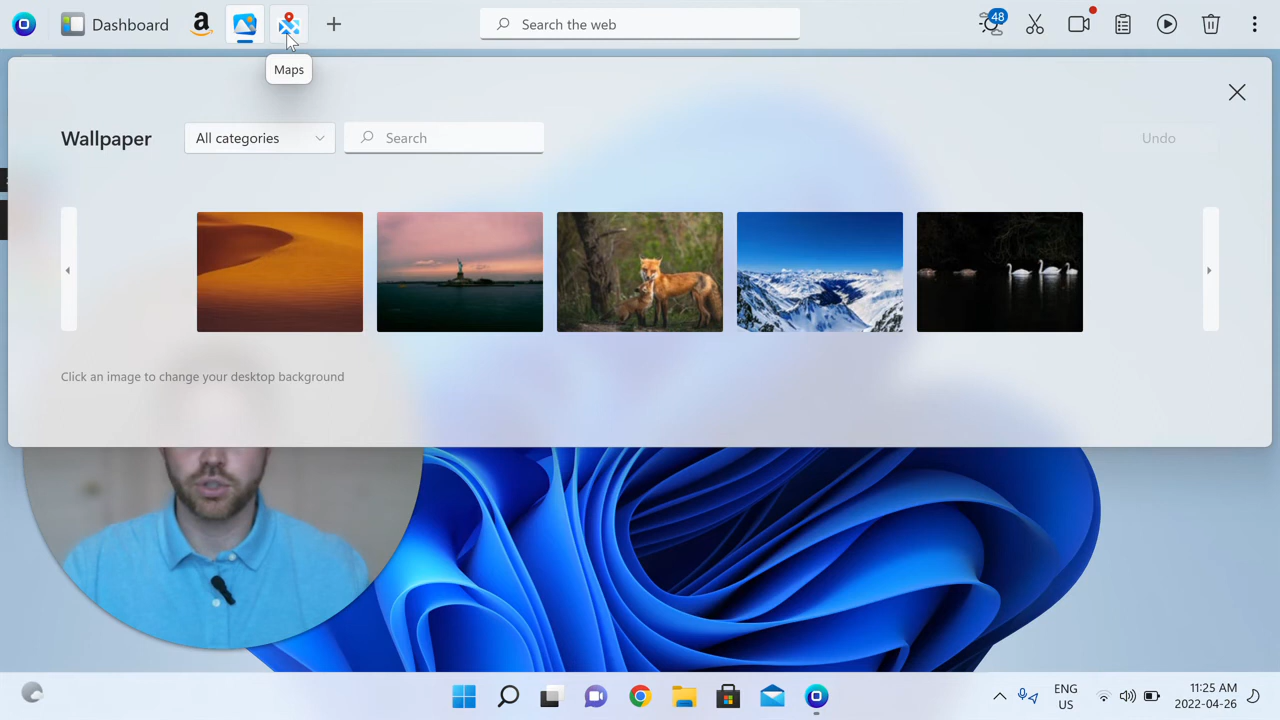 Dashboard
Search the web
48
Maps
Wallpaper
All categories
Search
Undo
Click an image to change your desktop background
ENG
US
11:25 AM
2022-04-26